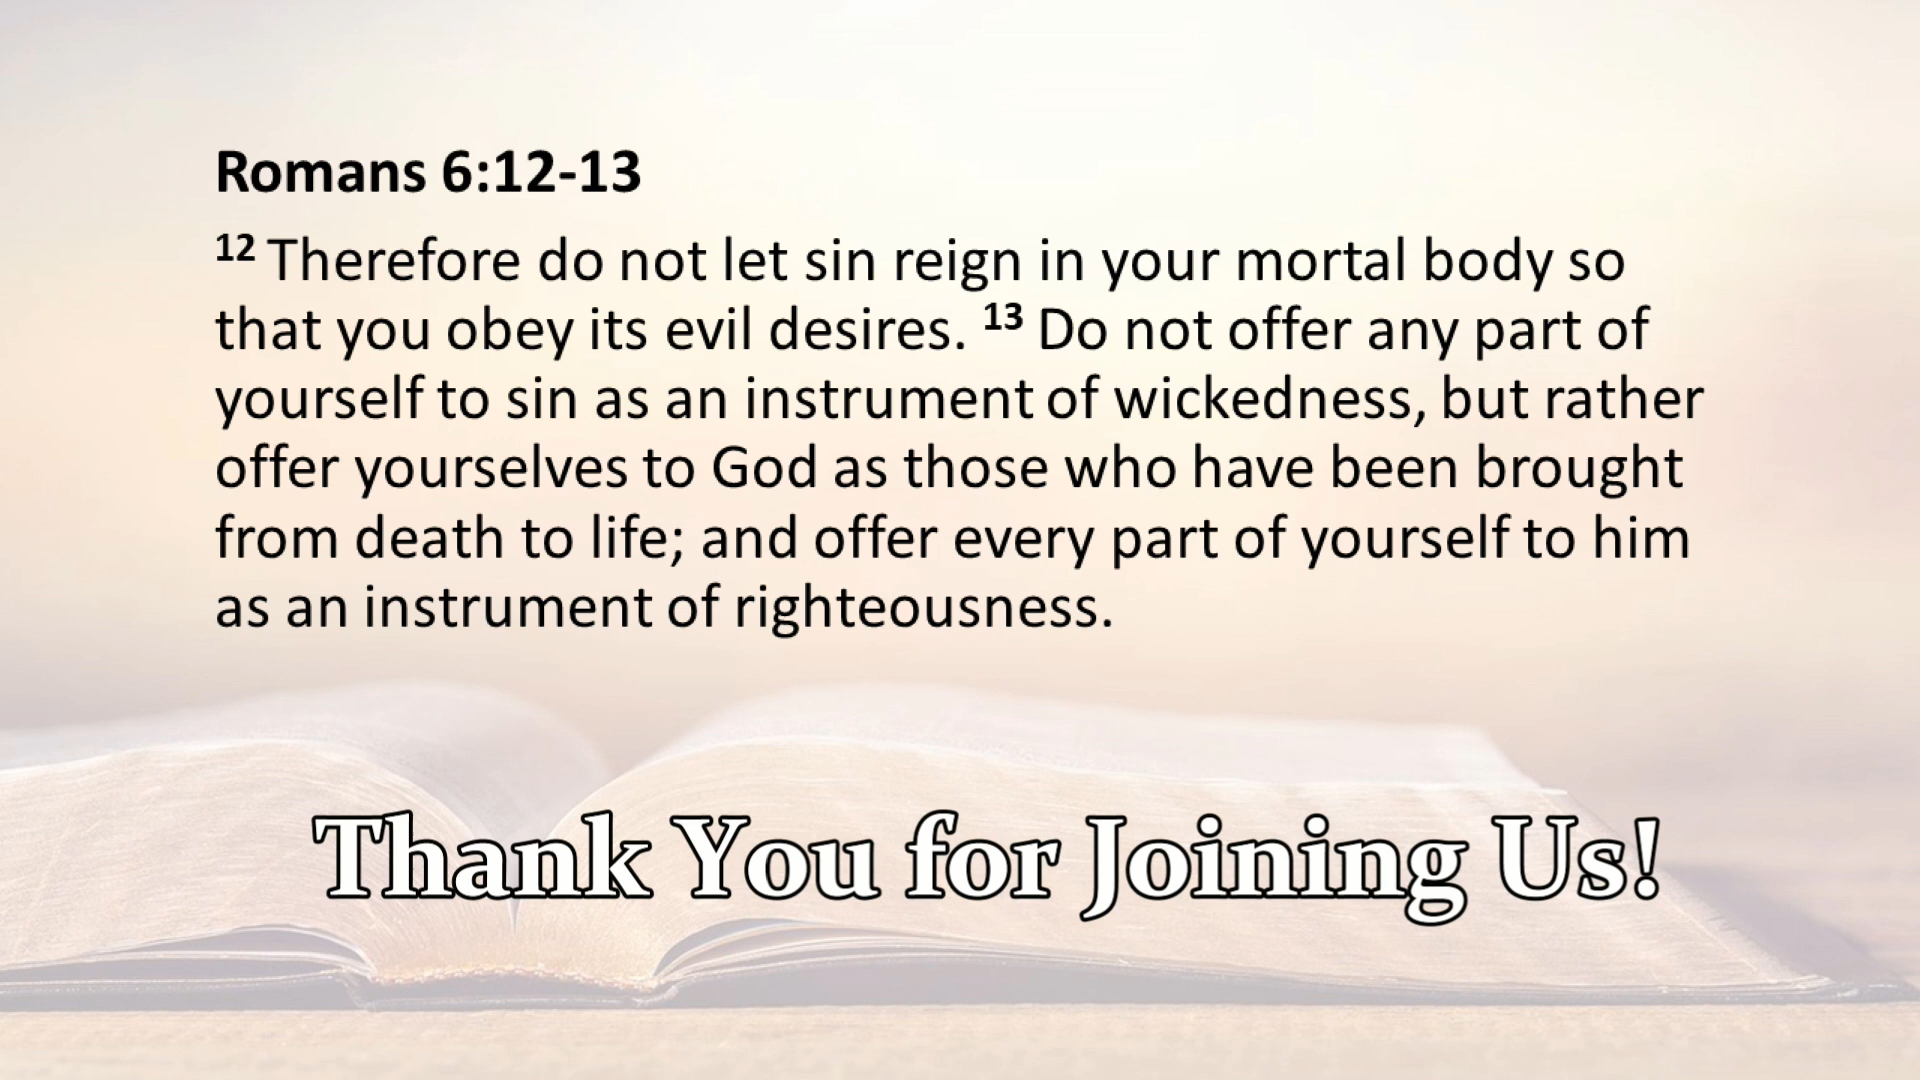 Romans 6:12-13
12 Therefore do not let sin reign in your mortal body so
that you obey its evil desires. 13 Do not offer any part of
yourself to sin as an instrument of wickedness, but rather
offer yourselves to God as those who have been brought
from death to life; and offer every part of yourself to him
as an instrument of righteousness.
Thank You for Joining Us!